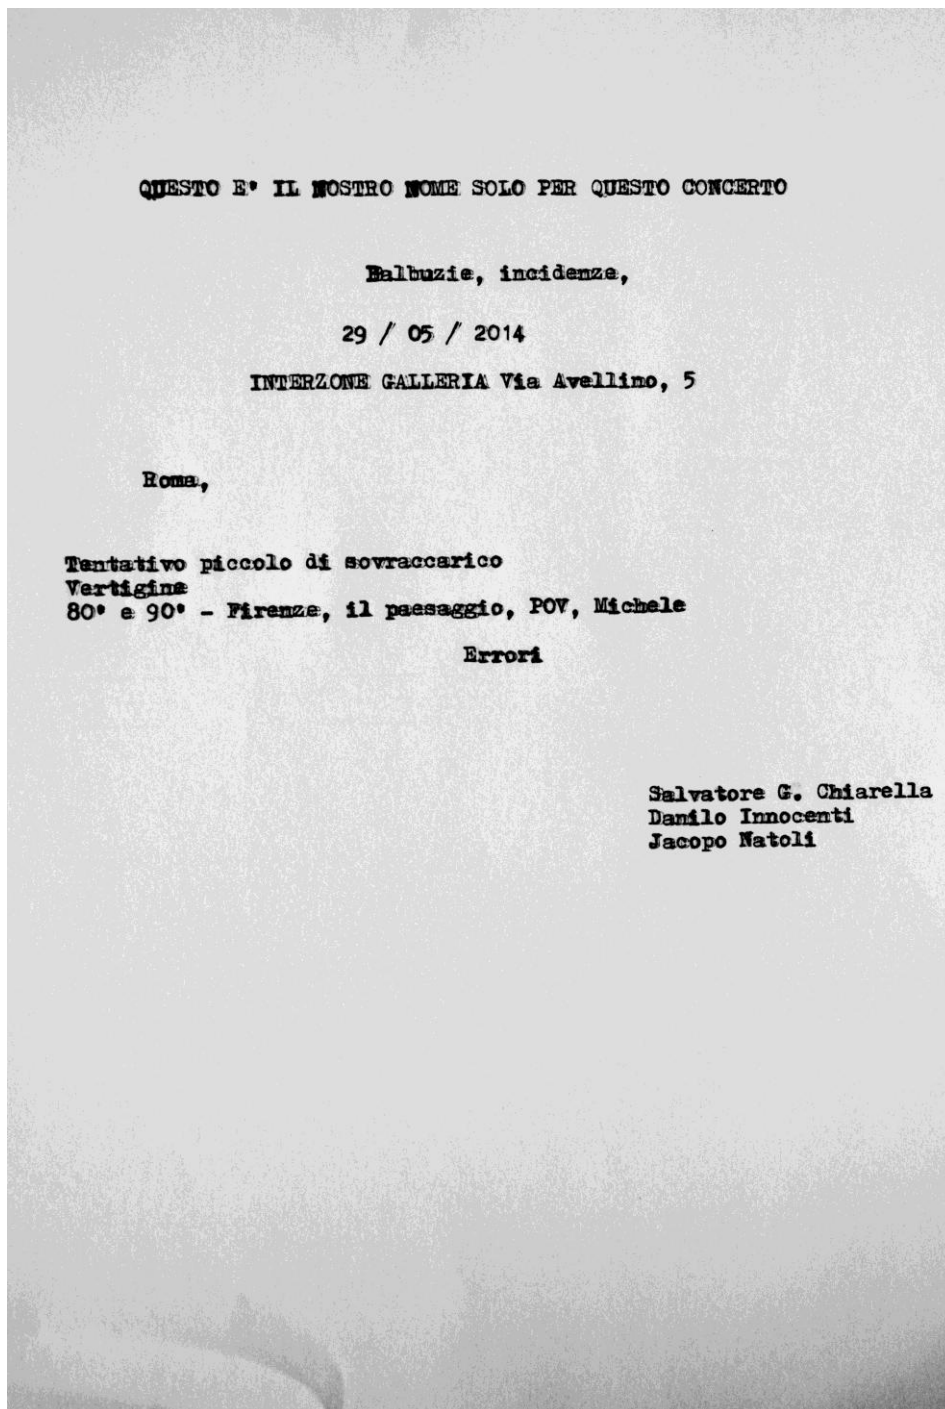 QUESTO E' IL NOSTRO NOME SOLO PER QUESTO CONCERTO
Balbuzie, incidenze,
29 / 05 / 2014
INTERZONE GALLERIA Via Avellino, 5
Roma,
Tentativo piccolo di sovraccarico
Vertigine
80° e 90° - Firenze, il paesaggio, POV, Michele
Errori
Salvatore G. Chiarella
Danilo Innocenti
Jacopo Natoli